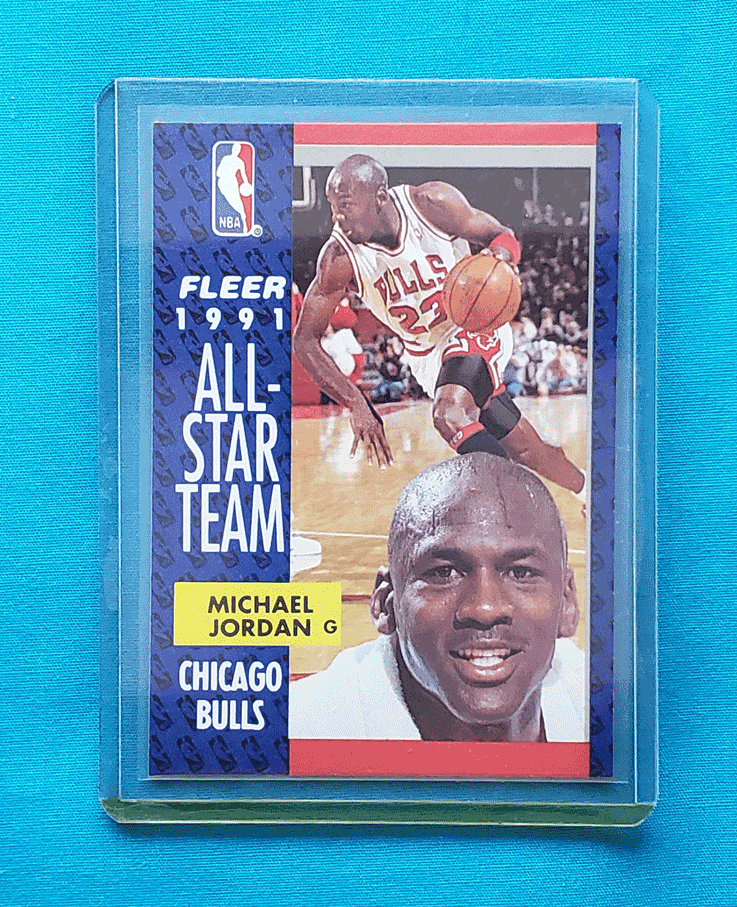 NBA
FLEER
1991
ALL-
STAR
TEAM
MICHAEL
JORDAN G
CHICAGO
BULLS
BULLS
23